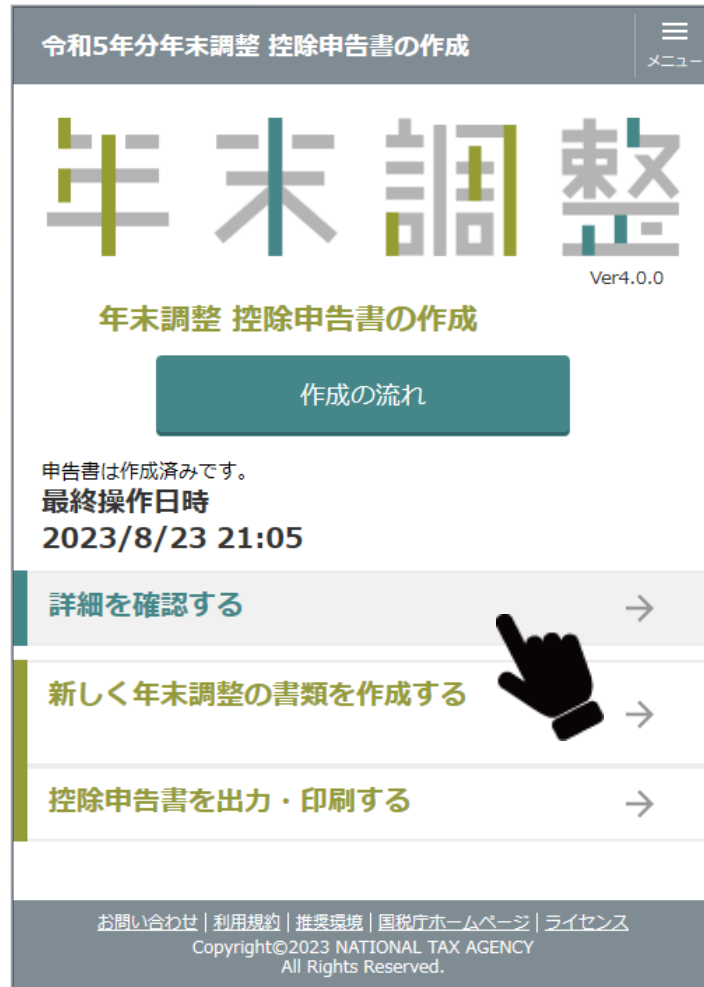 令和5年分年末調整 控除申告書の作成
メニュー
年末調整
Ver4.0.0
年末調整 控除申告書の作成
作成の流れ
申告書は作成済みです。
最終操作日時
2023/8/23 21:05
詳細を確認する
新しく年末調整の書類を作成する
控除申告書を出力・印刷する
お問い合わせ | 利用規約 | 推奨環境 | 国税庁ホームページ | ライセンス
Copyright©2023 NATIONAL TAX AGENCY
All Rights Reserved.